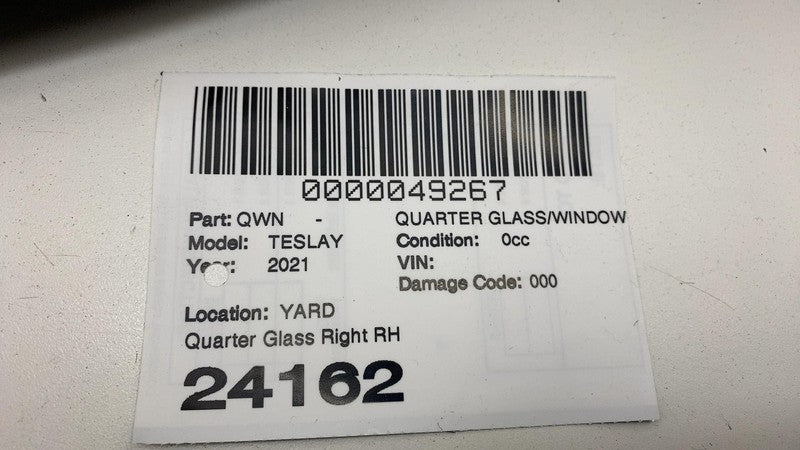 0000049267
Part: QWN - QUARTER GLASS/WINDOW
Model: TESLAY Condition: 0cc
Year: 2021 VIN:
Damage Code: 000
Location: YARD
Quarter Glass Right RH
24162